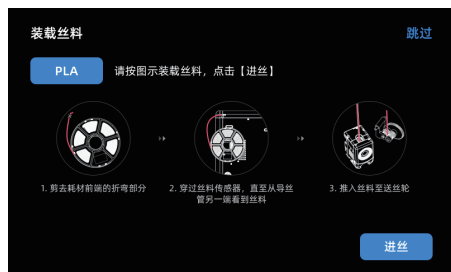 装载丝料
跳过
PLA
请按图示装载丝料，点击【进丝】
1. 剪去耗材前端的折弯部分
2. 穿过丝料传感器，直至从导丝
管另一端看到丝料
3. 推入丝料至送丝轮
进丝